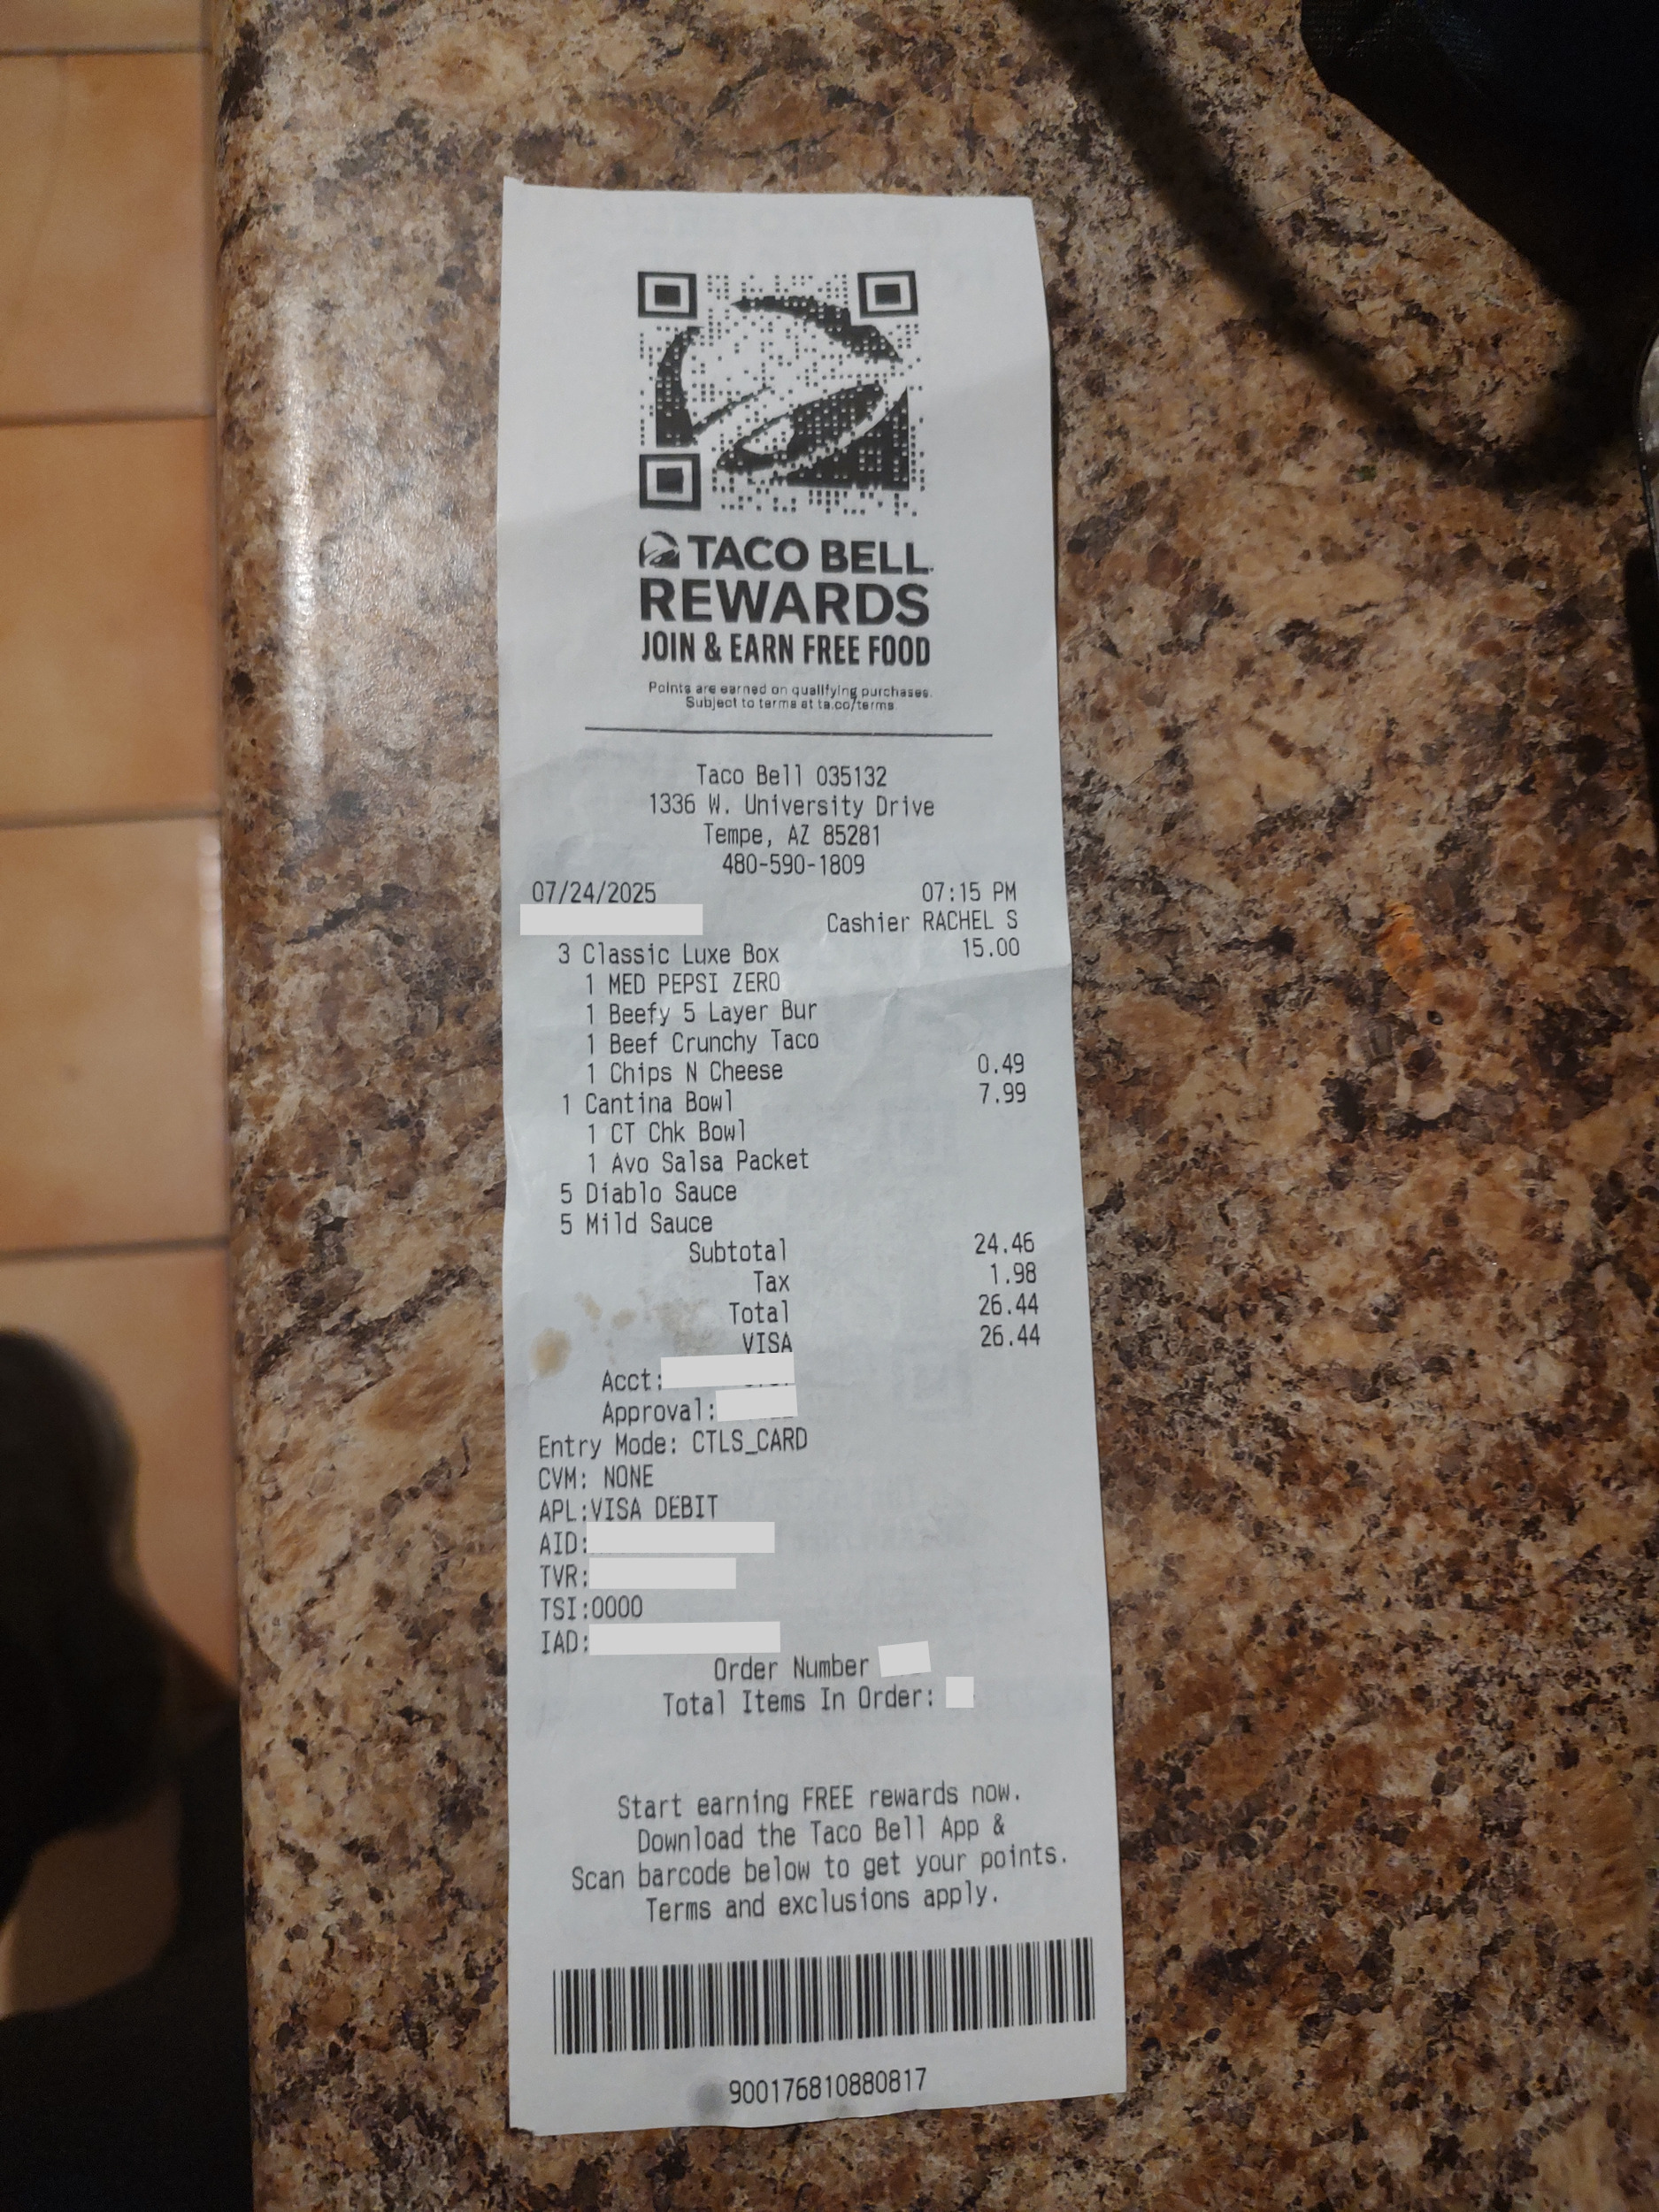 TACO BELL
REWARDS
JOIN & EARN FREE FOOD
Points are earned on qualifying purchases.
Subject to terms at ta.co/terms.
Taco Bell 035132
1336 W. University Drive
Tempe, AZ 85281
480-590-1809
07/24/2025 07:15 PM
Cashier RACHEL S
3 Classic Luxe Box 15.00
1 MED PEPSI ZERO
1 Beefy 5 Layer Bur
1 Beef Crunchy Taco
1 Chips N Cheese 0.49
1 Cantina Bowl 7.99
1 CT Chk Bowl
1 Avo Salsa Packet
5 Diablo Sauce
5 Mild Sauce
Subtotal 24.46
Tax 1.98
Total 26.44
VISA 26.44
Acct:
Approval:
Entry Mode: CTLS_CARD
CVM: NONE
APL:VISA DEBIT
AID:
TVR:
TSI:0000
IAD:
Order Number
Total Items In Order:
Start earning FREE rewards now.
Download the Taco Bell App &
Scan barcode below to get your points.
Terms and exclusions apply.
900176810880817